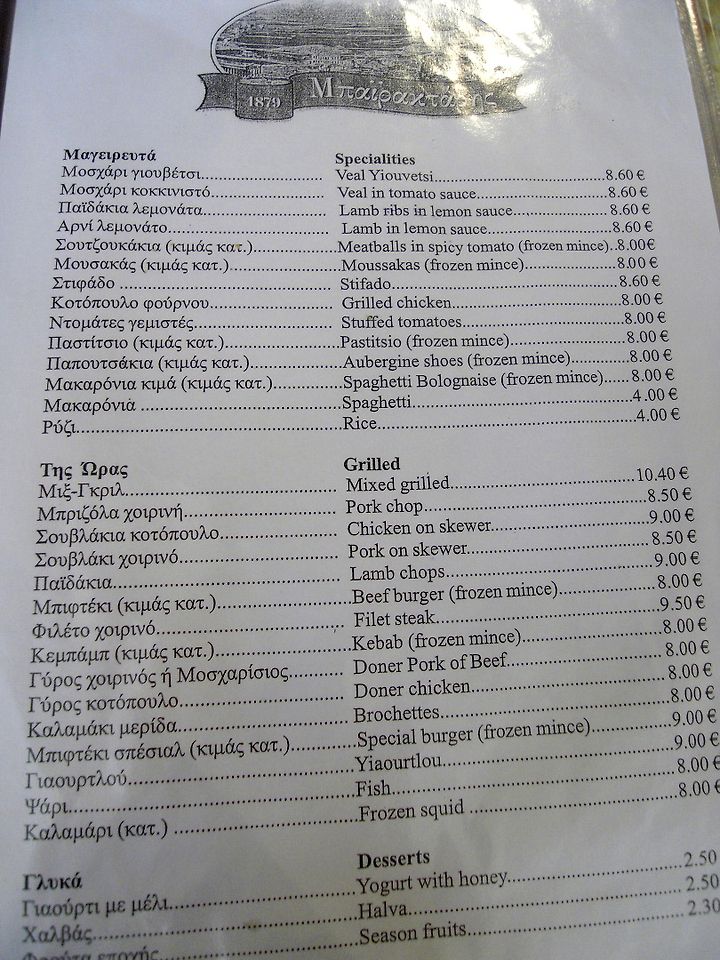 1879 Μπαϊρακτάρης
Μαγειρευτά Specialities
Μοσχάρι γιουβέτσι.............................. Veal Yiouvetsi.......................................8.60 €
Μοσχάρι κοκκινιστό............................ Veal in tomato sauce..............................8.60 €
Παϊδάκια λεμονάτα.............................. Lamb ribs in lemon sauce.......................8.60 €
Αρνί λεμονάτο..................................... Lamb in lemon sauce.............................8.60 €
Σουτζουκάκια (κιμάς κατ.)....................Meatballs in spicy tomato (frozen mince)..8.00€
Μουσακάς (κιμάς κατ.)........................Moussakas (frozen mince).....................8.00 €
Στιφάδο .............................................. Stifado...................................................8.60 €
Κοτόπουλο φούρνου........................... Grilled chicken.......................................8.00 €
Ντομάτες γεμιστές.............................. Stuffed tomatoes....................................8.00 €
Παστίτσιο (κιμάς κατ.).........................Pastitsio (frozen mince)..........................8.00 €
Παπουτσάκια (κιμάς κατ.)....................Aubergine shoes (frozen mince).............8.00 €
Μακαρόνια κιμά (κιμάς κατ.)................Spaghetti Bolognaise (frozen mince)......8.00 €
Μακαρόνια ..........................................Spaghetti................................................4.00 €
Ρύζι......................................................Rice........................................................4.00 €
Της Ώρας Grilled
Μιξ-Γκριλ............................................. Mixed grilled........................................10.40 €
Μπριζόλα χοιρινή................................ Pork chop...............................................8.50 €
Σουβλάκια κοτόπουλο......................... Chicken on skewer.................................9.00 €
Σουβλάκι χοιρινό................................. Pork on skewer.......................................8.50 €
Παϊδάκια.............................................. Lamb chops............................................9.00 €
Μπιφτέκι (κιμάς κατ.)...........................Beef burger (frozen mince).....................8.00 €
Φιλέτο χοιρινό..................................... Filet steak...............................................9.50 €
Κεμπάμπ (κιμάς κατ.)..........................Kebab (frozen mince).............................8.00 €
Γύρος χοιρινός ή Μοσχαρίσιος........... Doner Pork of Beef.................................8.00 €
Γύρος κοτόπουλο................................ Doner chicken.........................................8.00 €
Καλαμάκι μερίδα.................................. Brochettes...............................................8.00 €
Μπιφτέκι σπέσιαλ (κιμάς κατ.).............Special burger (frozen mince).................9.00 €
Γιαουρτλού...........................................Yiaourtlou................................................9.00 €
Ψάρι.....................................................Fish.........................................................8.00 €
Καλαμάρι (κατ.) ...................................Frozen squid ..........................................8.00 €
Γλυκά Desserts
Γιαούρτι με μέλι...................................Yogurt with honey....................................2.50
Χαλβάς.................................................Halva.......................................................2.50
Φρούτα εποχής ...................................Season fruits...........................................2.30